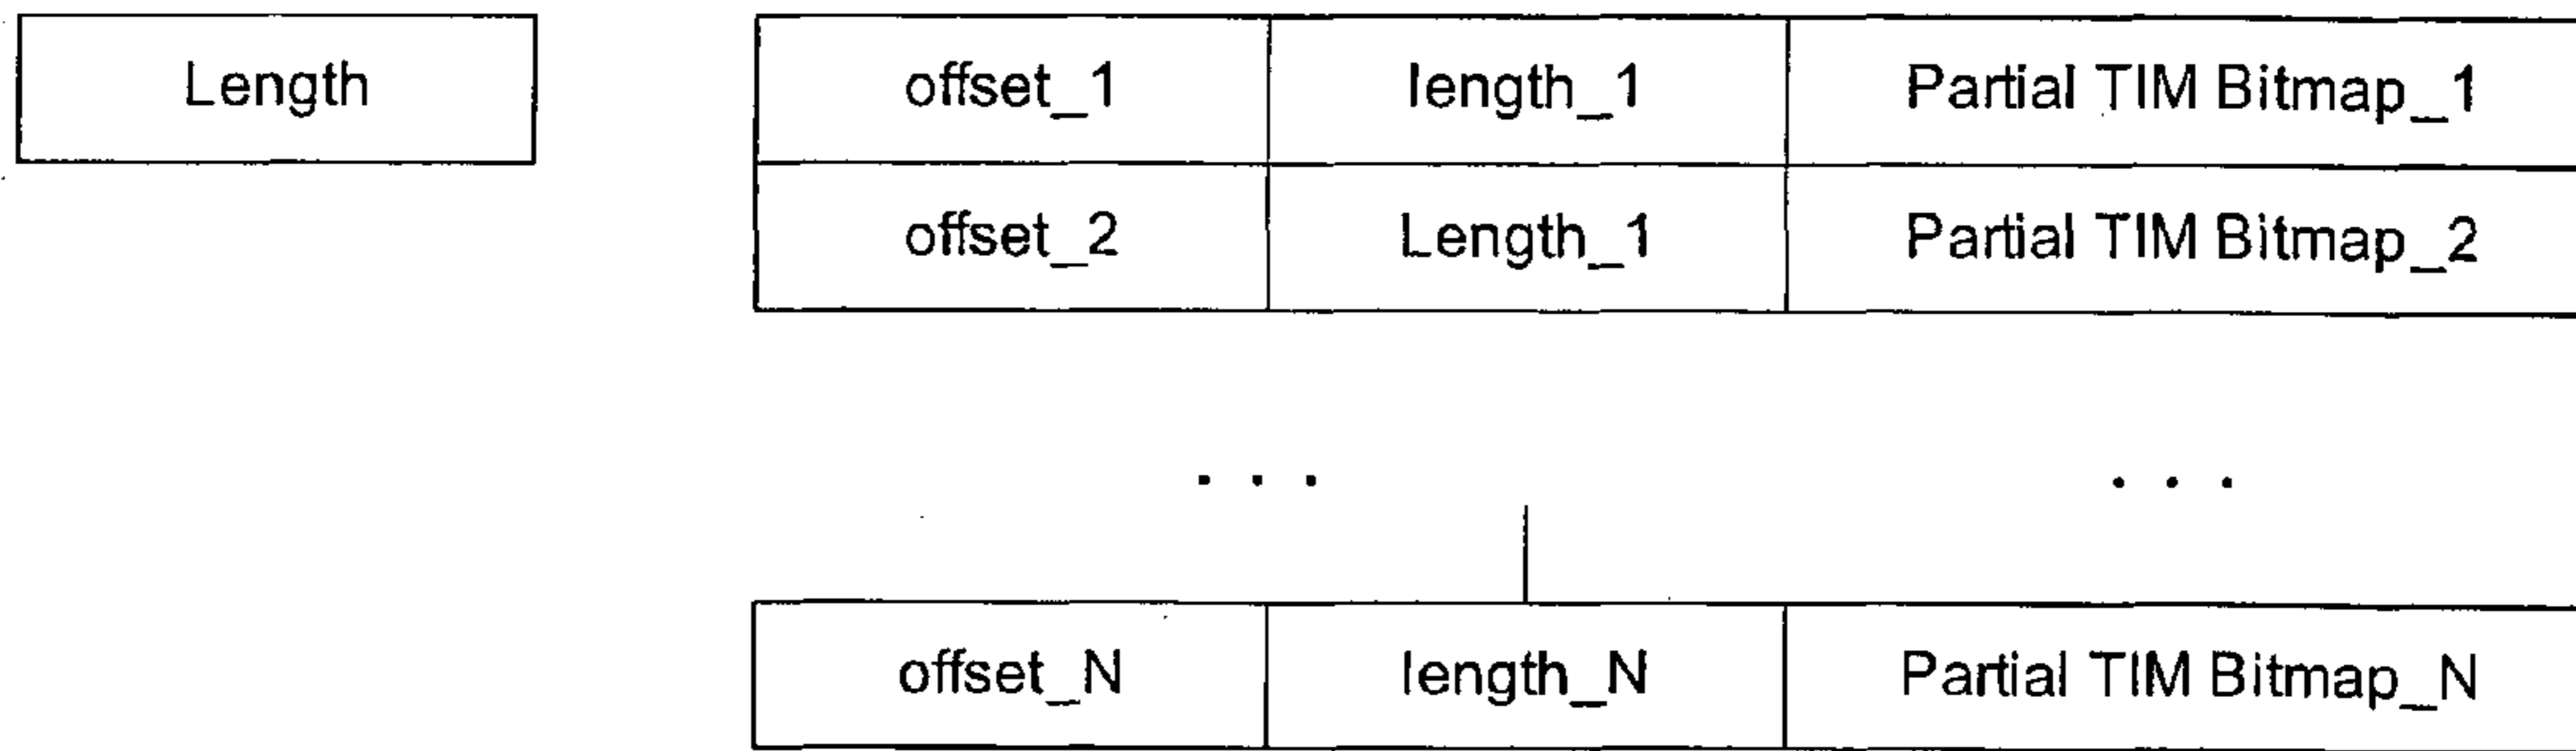 Length offset_1 length_1 Partial TIM Bitmap_1
offset_2 Length_1 Partial TIM Bitmap_2
. . . . . .
offset_N length_N Partial TIM Bitmap_N